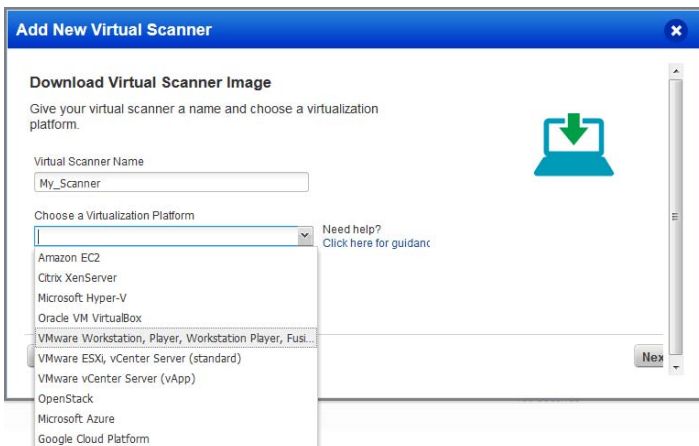 Add New Virtual Scanner
Download Virtual Scanner Image
Give your virtual scanner a name and choose a virtualization
platform.
Virtual Scanner Name
My_Scanner
Choose a Virtualization Platform
Need help?
Click here for guidanc
Amazon EC2
Citrix XenServer
Microsoft Hyper-V
Oracle VM VirtualBox
VMware Workstation, Player, Workstation Player, Fusi...
VMware ESXi, vCenter Server (standard)
Nex
VMware vCenter Server (vApp)
OpenStack
Microsoft Azure
Google Cloud Platform